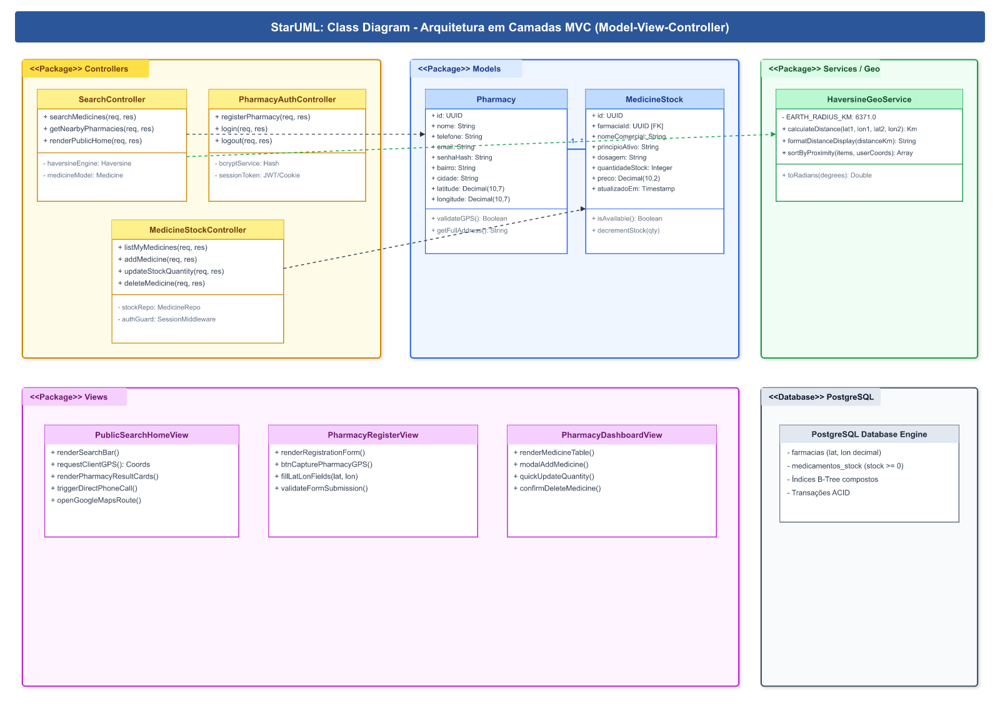 StarUML: Class Diagram - Arquitetura em Camadas MVC (Model-View-Controller)
<<Package>> Controllers
SearchController
+ searchMedicines(req, res)
+ getNearbyPharmacies(req, res)
+ renderPublicHome(req, res)
- haversineEngine: Haversine
- medicineModel: Medicine
PharmacyAuthController
+ registerPharmacy(req, res)
+ login(req, res)
+ logout(req, res)
- bcryptService: Hash
- sessionToken: JWT/Cookie
MedicineStockController
+ listMyMedicines(req, res)
+ addMedicine(req, res)
+ updateStockQuantity(req, res)
+ deleteMedicine(req, res)
- stockRepo: MedicineRepo
- authGuard: SessionMiddleware
<<Package>> Models
Pharmacy
+ id: UUID
+ nome: String
+ telefone: String
+ email: String
+ senhaHash: String
+ bairro: String
+ cidade: String
+ latitude: Decimal(10,7)
+ longitude: Decimal(10,7)
+ validateGPS(): Boolean
+ getFullAddress(): String
MedicineStock
+ id: UUID
+ farmaciaId: UUID [FK]
+ nomeComercial: String
+ principioAtivo: String
+ dosagem: String
+ quantidadeStock: Integer
+ preco: Decimal(10,2)
+ atualizadoEm: Timestamp
+ isAvailable(): Boolean
+ decrementStock(qty)
<<Package>> Services / Geo
HaversineGeoService
- EARTH_RADIUS_KM: 6371.0
+ calculateDistance(lat1, lon1, lat2, lon2): Km
+ formatDistanceDisplay(distanceKm): String
+ sortByProximity(items, userCoords): Array
+ toRadians(degrees): Double
<<Package>> Views
PublicSearchHomeView
+ renderSearchBar()
+ requestClientGPS(): Coords
+ renderPharmacyResultCards()
+ triggerDirectPhoneCall()
+ openGoogleMapsRoute()
PharmacyRegisterView
+ renderRegistrationForm()
+ btnCapturePharmacyGPS()
+ fillLatLonFields(lat, lon)
+ validateFormSubmission()
PharmacyDashboardView
+ renderMedicineTable()
+ modalAddMedicine()
+ quickUpdateQuantity()
+ confirmDeleteMedicine()
<<Database>> PostgreSQL
PostgreSQL Database Engine
- farmacias (lat, lon decimal)
- medicamentos_stock (stock >= 0)
- Índices B-Tree compostos
- Transações ACID